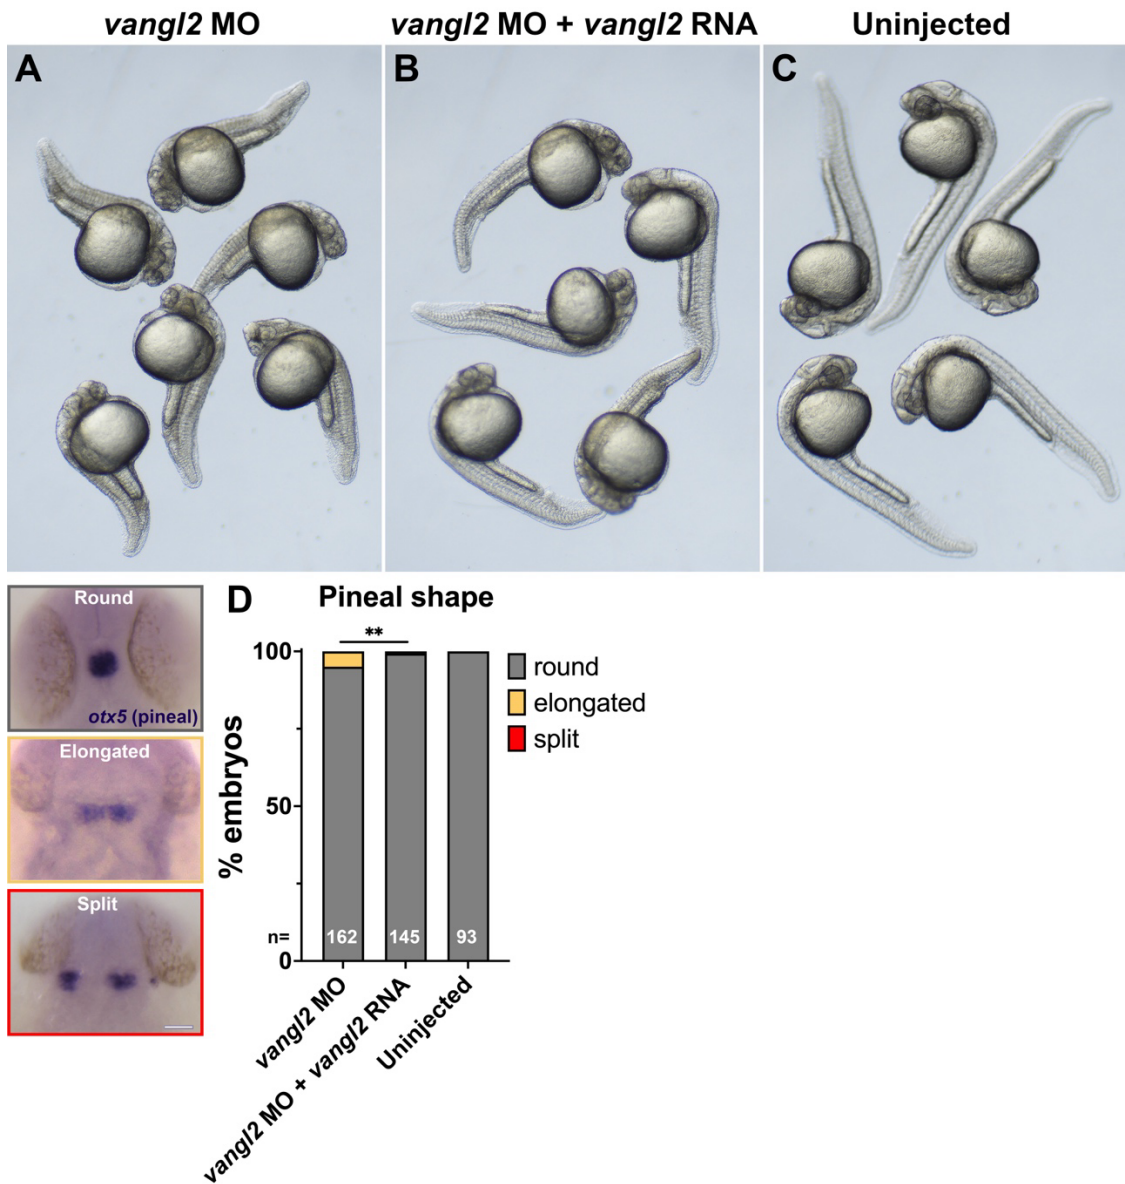 vangl2 MO
vangl2 MO + vangl2 RNA
Uninjected
A
B
C
Round
otx5 (pineal)
Elongated
Split
D
Pineal shape
**
100
50
0
% embryos
n=
162
145
93
round
elongated
split
vangl2 MO
vangl2 MO + vangl2 RNA
Uninjected